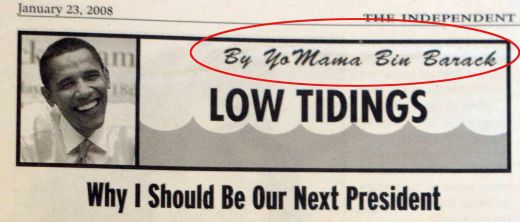 January 23, 2008
THE INDEPENDENT
By YoMama Bin Barack
LOW TIDINGS
Why I Should Be Our Next President